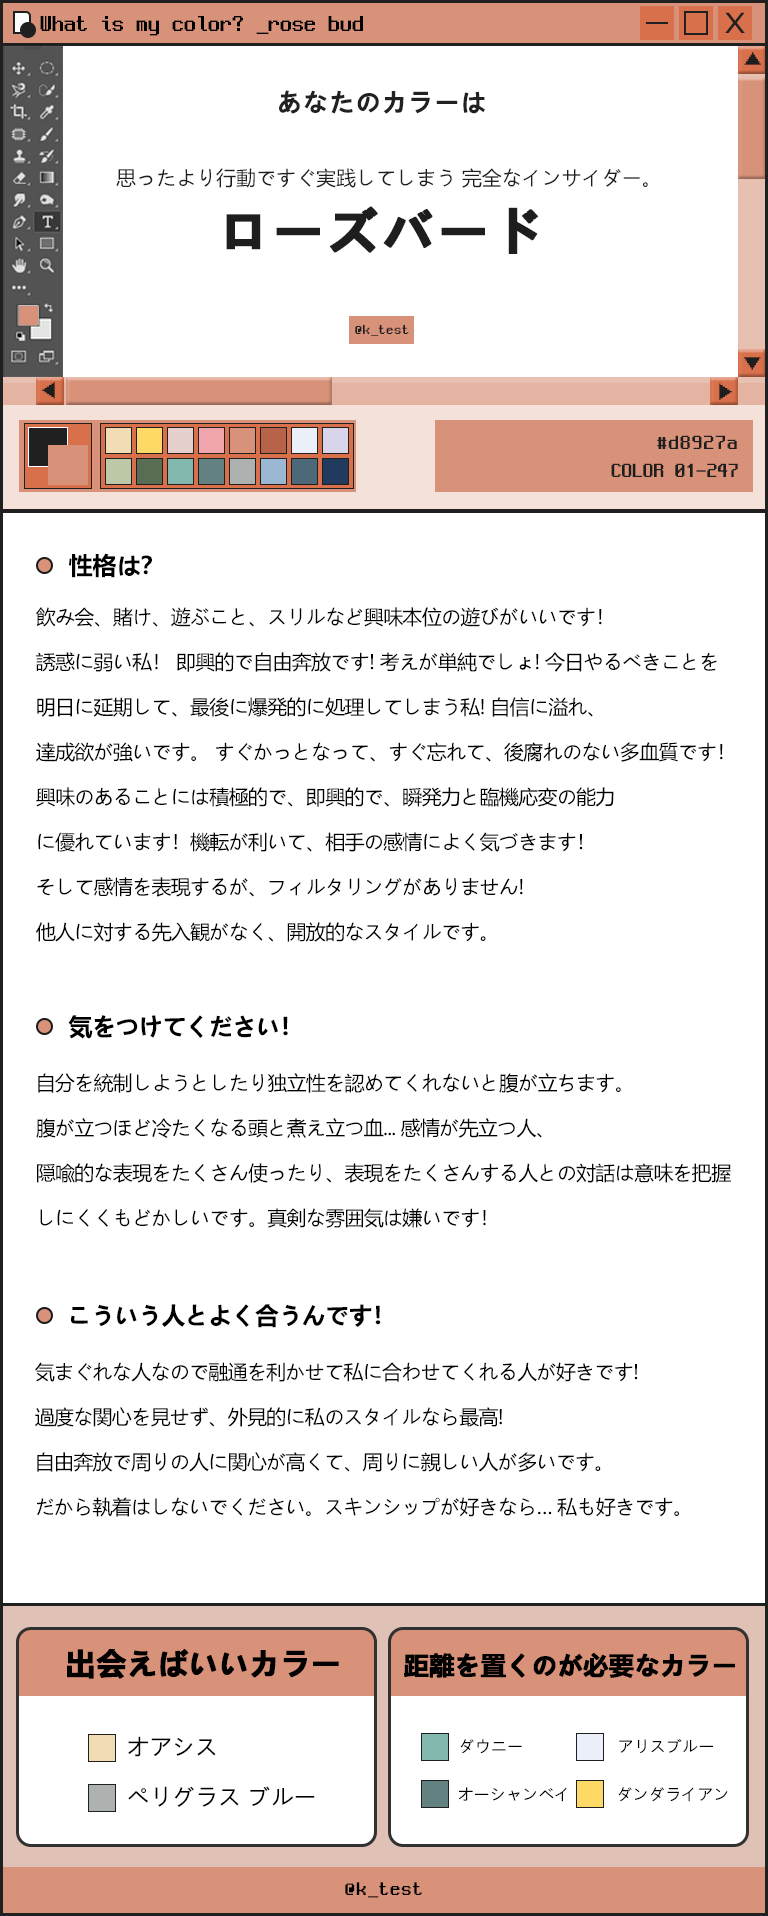 What is my color? _rose bud
あなたのカラーは
思ったより行動ですぐ実践してしまう 完全なインサイダー。
ローズバード
@k_test
#d8927a
COLOR 01-247
性格は?
飲み会、賭け、遊ぶこと、スリルなど興味本位の遊びがいいです!
誘惑に弱い私! 即興的で自由奔放です! 考えが単純でしょ! 今日やるべきことを
明日に延期して、最後に爆発的に処理してしまう私! 自信に溢れ、
達成欲が強いです。 すぐかっとなって、すぐ忘れて、後腐れのない多血質です!
興味のあることには積極的で、即興的で、瞬発力と臨機応変の能力
に優れています! 機転が利いて、相手の感情によく気づきます!
そして感情を表現するが、フィルタリングがありません!
他人に対する先入観がなく、開放的なスタイルです。
気をつけてください!
自分を統制しようとしたり独立性を認めてくれないと腹が立ちます。
腹が立つほど冷たくなる頭と煮え立つ血... 感情が先立つ人、
隠喩的な表現をたくさん使ったり、表現をたくさんする人との対話は意味を把握
しにくくもどかしいです。真剣な雰囲気は嫌いです!
こういう人とよく合うんです!
気まぐれな人なので融通を利かせて私に合わせてくれる人が好きです!
過度な関心を見せず、外見的に私のスタイルなら最高!
自由奔放で周りの人に関心が高くて、周りに親しい人が多いです。
だから執着はしないでください。スキンシップが好きなら... 私も好きです。
出会えばいいカラー
オアシス
ペリグラス ブルー
距離を置くのが必要なカラー
ダウニー アリスブルー
オーシャンベイ ダンダライアン
@k_test